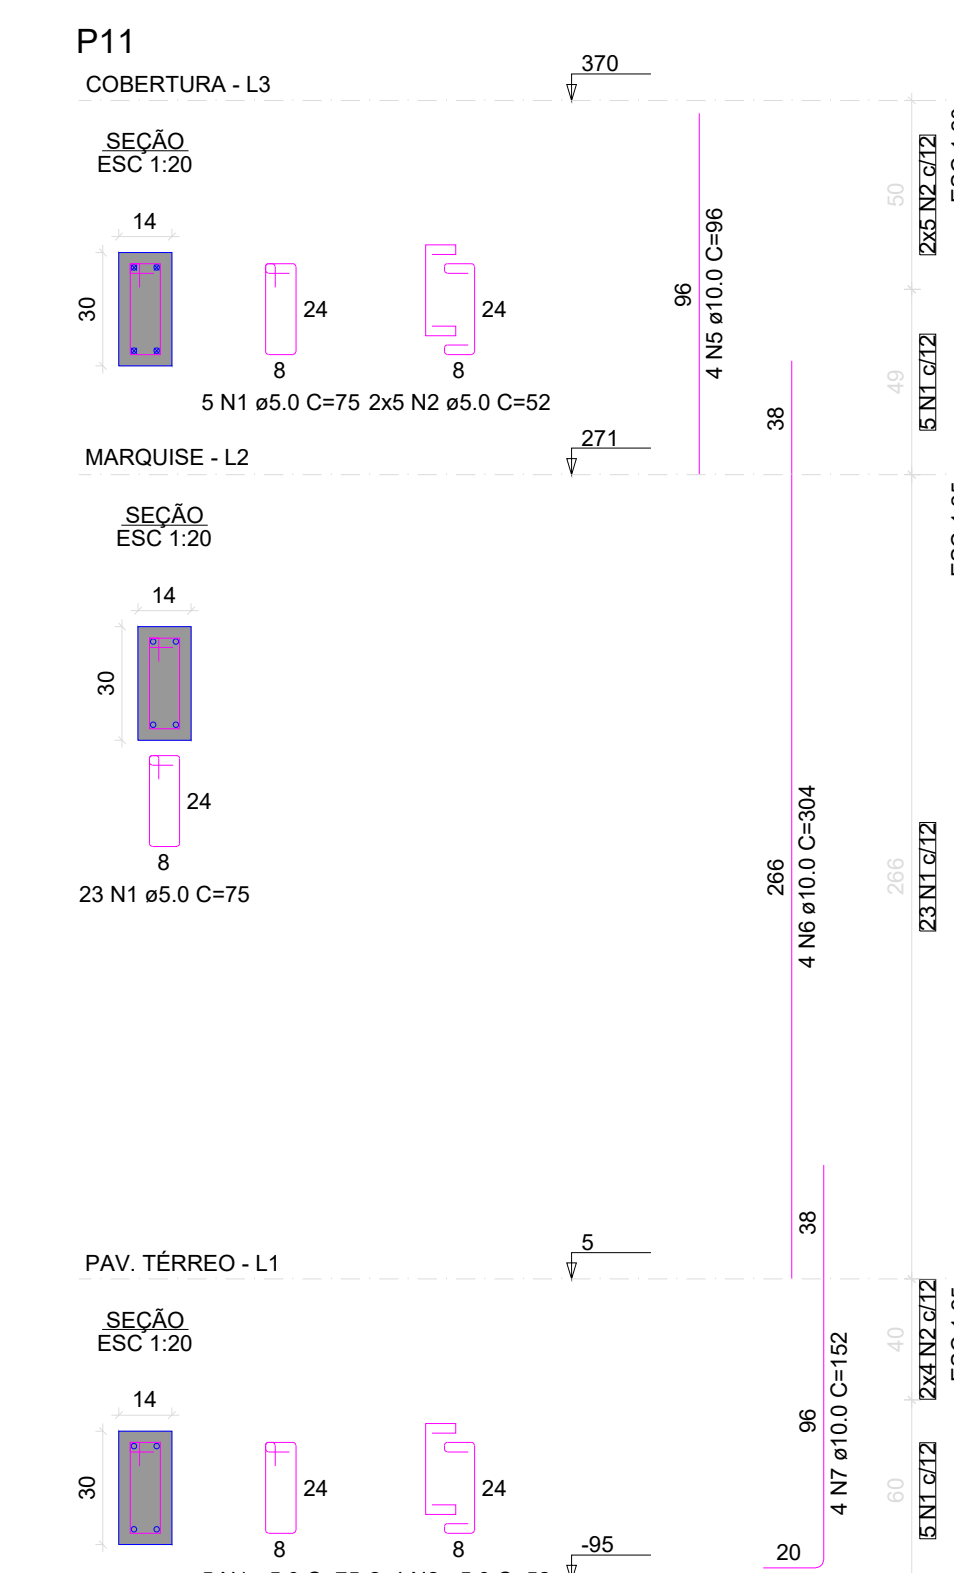 P11
COBERTURA - L3
370
SEÇÃO
ESC 1:20
14
30
24
8
24
8
5 N1 ø5.0 C=75 2x5 N2 ø5.0 C=52
96
4 N5 ø10.0 C=96
38
50
2x5 N2 c/12
49
5 N1 c/12
MARQUISE - L2
271
SEÇÃO
ESC 1:20
14
30
24
8
23 N1 ø5.0 C=75
266
4 N6 ø10.0 C=304
266
23 N1 c/12
38
PAV. TÉRREO - L1
5
SEÇÃO
ESC 1:20
14
30
24
8
24
8
96
4 N7 ø10.0 C=152
20
40
2x4 N2 c/12
60
5 N1 c/12
-95